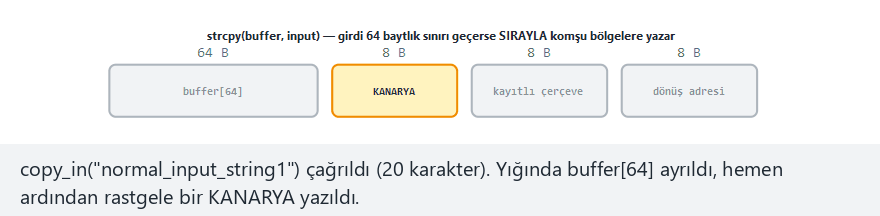 strcpy(buffer, input) — girdi 64 baytlık sınırı geçerse SIRAYLA komşu bölgelere yazar
64 B 8 B 8 B 8 B
buffer[64] KANARYA kayıtlı çerçeve dönüş adresi
copy_in("normal_input_string1") çağrıldı (20 karakter). Yığında buffer[64] ayrıldı, hemen
ardından rastgele bir KANARYA yazıldı.